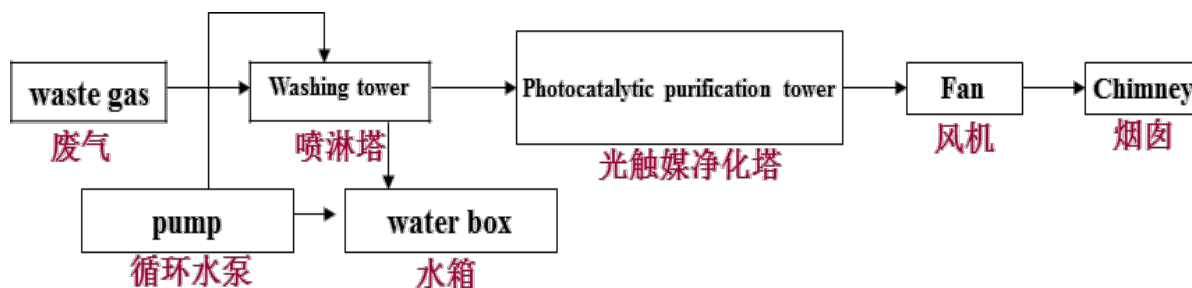 waste gas
废气
Washing tower
喷淋塔
Photocatalytic purification tower
光触媒净化塔
Fan
风机
Chimney
烟囱
pump
循环水泵
water box
水箱